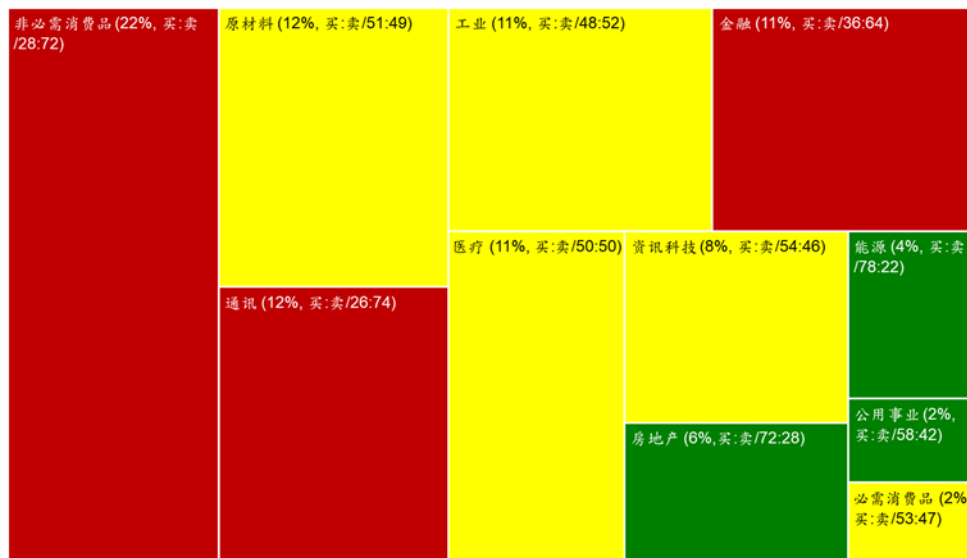 非必需消费品 (22%, 买:卖
/28:72)
原材料 (12%, 买:卖/51:49)
工业 (11%, 买:卖/48:52)
金融 (11%, 买:卖/36:64)
医疗 (11%, 买:卖/50:50)
资讯科技 (8%, 买:卖/54:46)
能源 (4%, 买:卖
/78:22)
通讯 (12%, 买:卖/26:74)
公用事业 (2%,
买:卖/58:42)
房地产 (6%,买:卖/72:28)
必需消费品 (2%
买:卖/53:47)